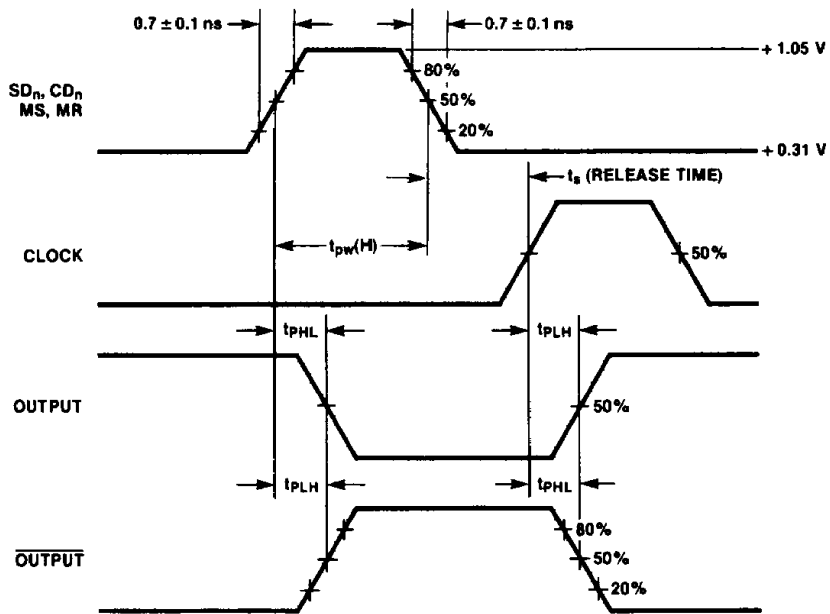 0.7 ± 0.1 ns
0.7 ± 0.1 ns
+ 1.05 V
SDn, CDn
MS, MR
80%
50%
20%
+ 0.31 V
ts (RELEASE TIME)
CLOCK
tpw(H)
50%
tPHL
tPLH
OUTPUT
50%
tPLH
tPHL
OUTPUT
80%
50%
20%